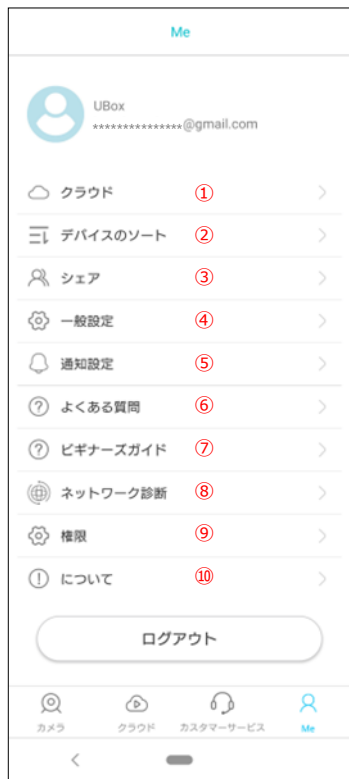 Me
UBox
***************@gmail.com
クラウド ①
デバイスのソート ②
シェア ③
一般設定 ④
通知設定 ⑤
よくある質問 ⑥
ビギナーズガイド ⑦
ネットワーク診断 ⑧
権限 ⑨
について ⑩
ログアウト
カメラ クラウド カスタマーサービス Me